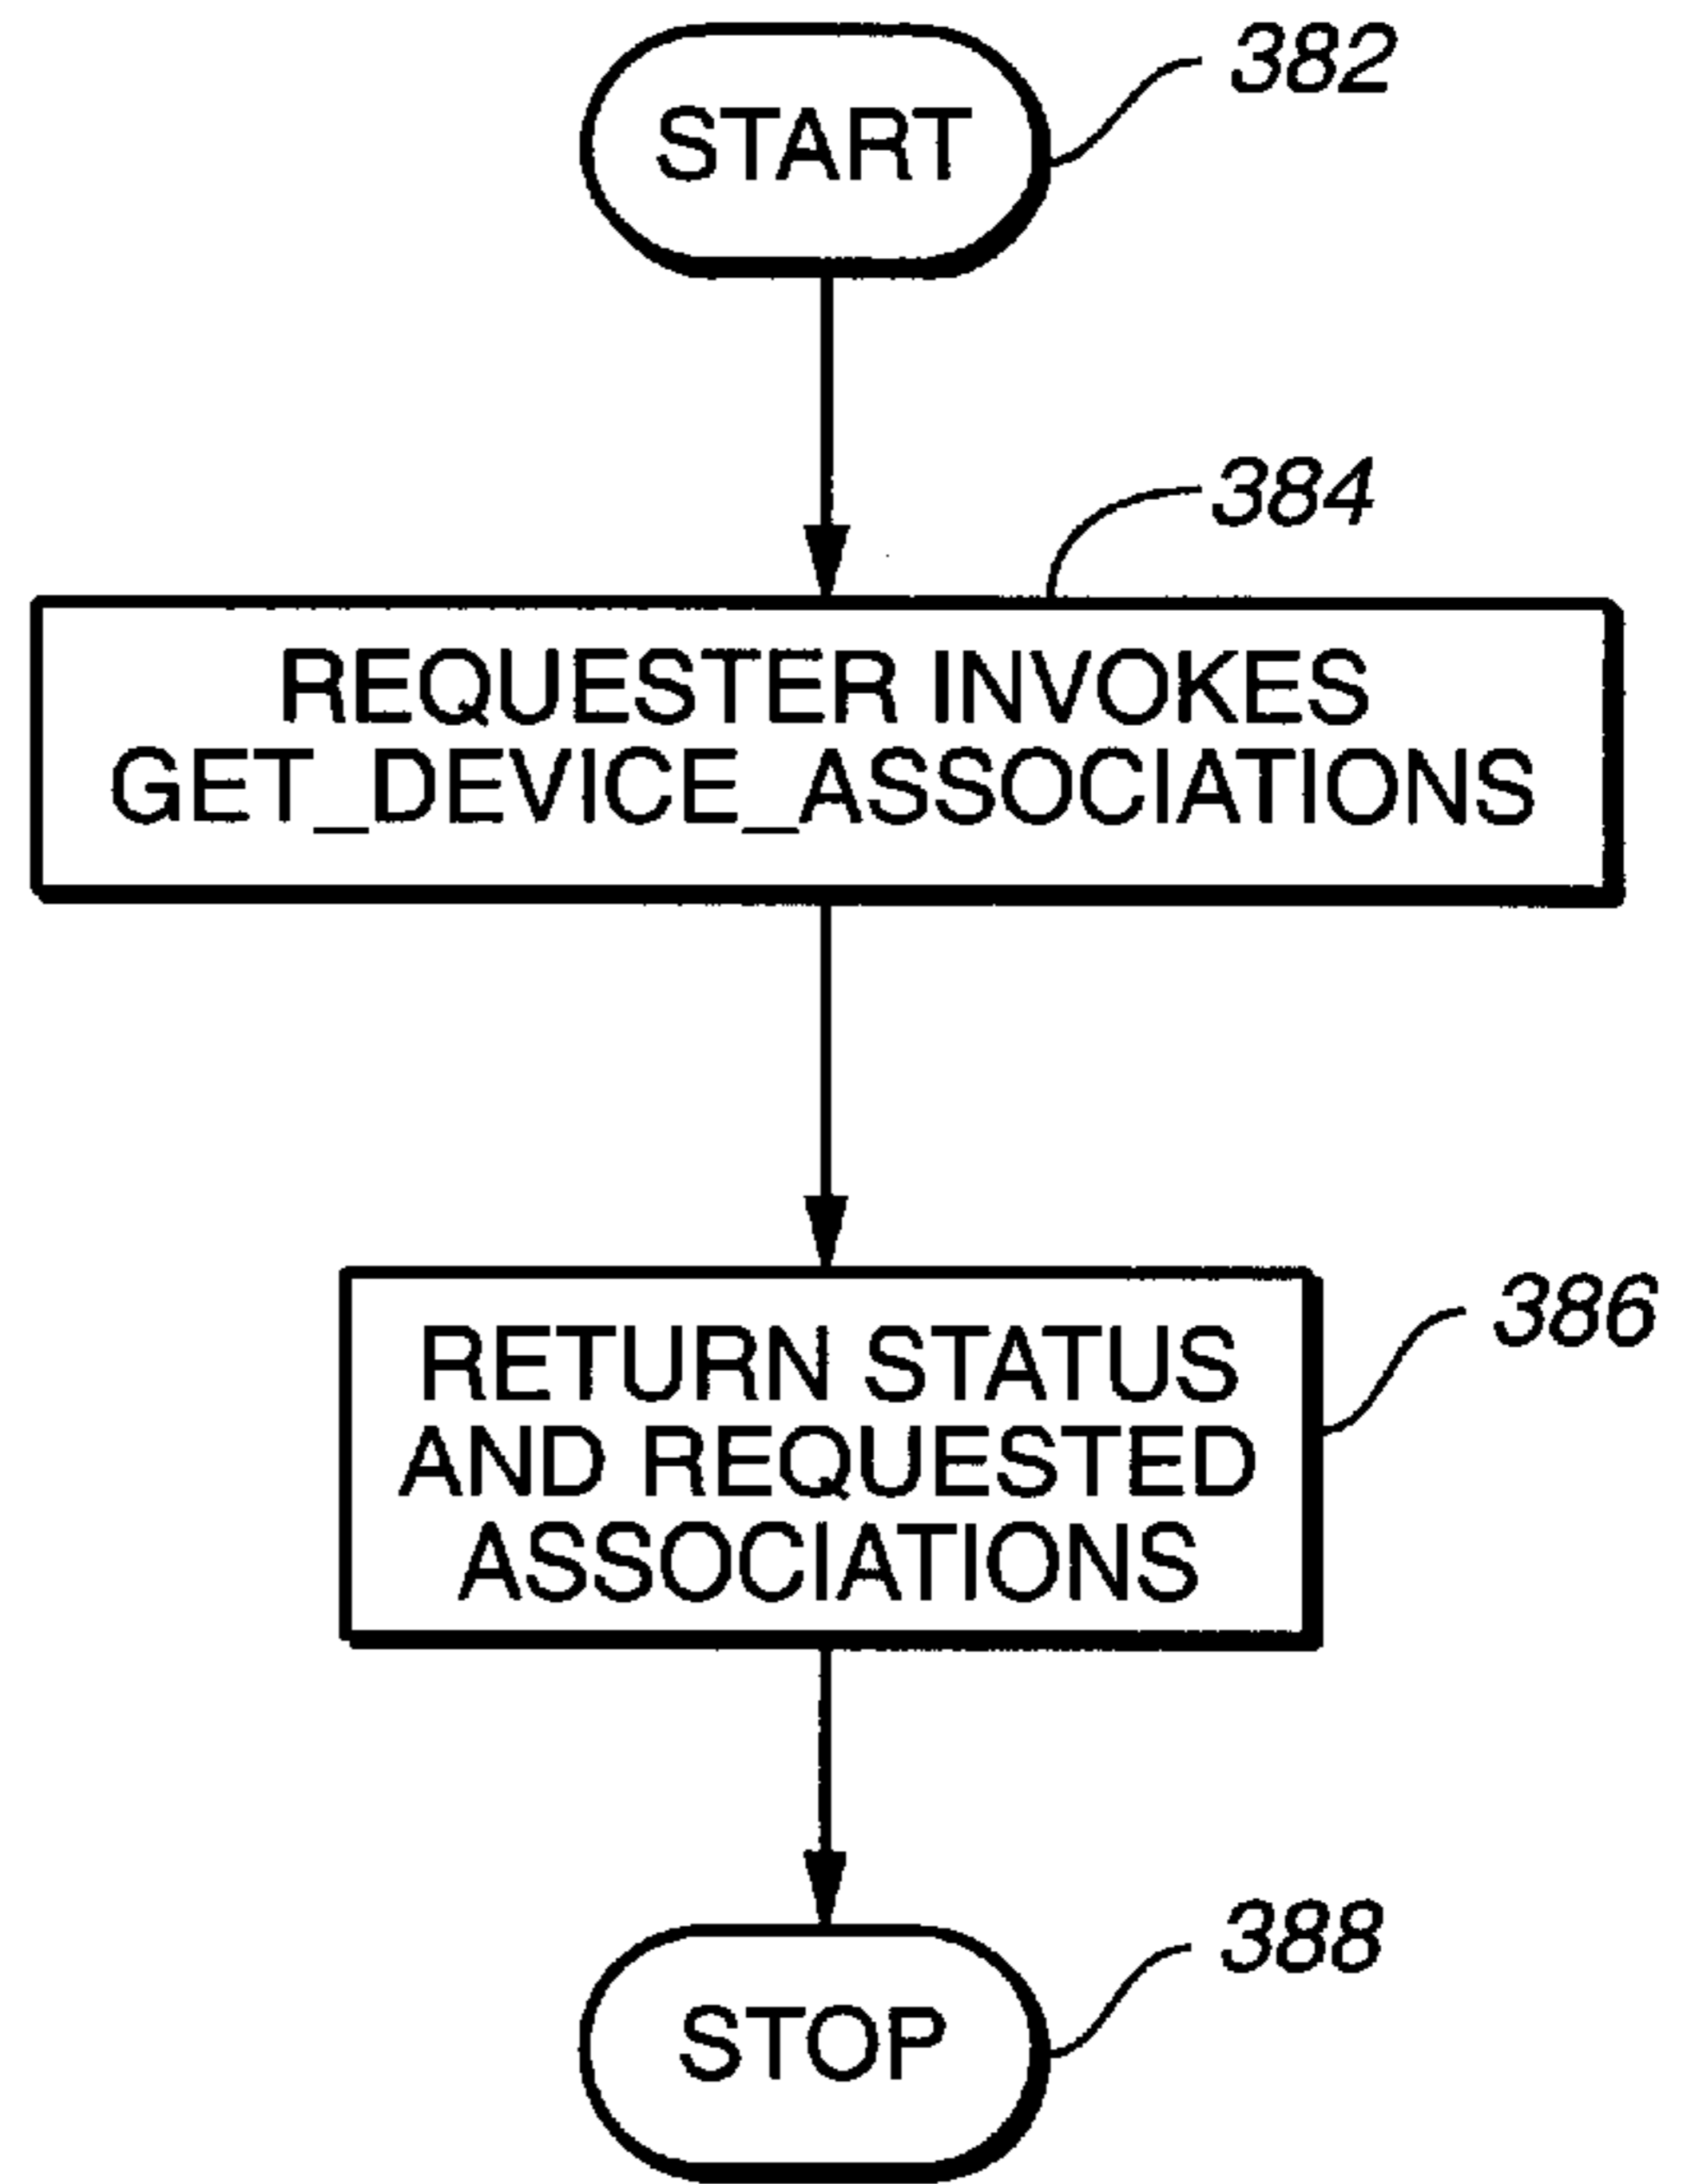 382
START
384
REQUESTER INVOKES
GET_DEVICE_ASSOCIATIONS
386
RETURN STATUS
AND REQUESTED
ASSOCIATIONS
388
STOP